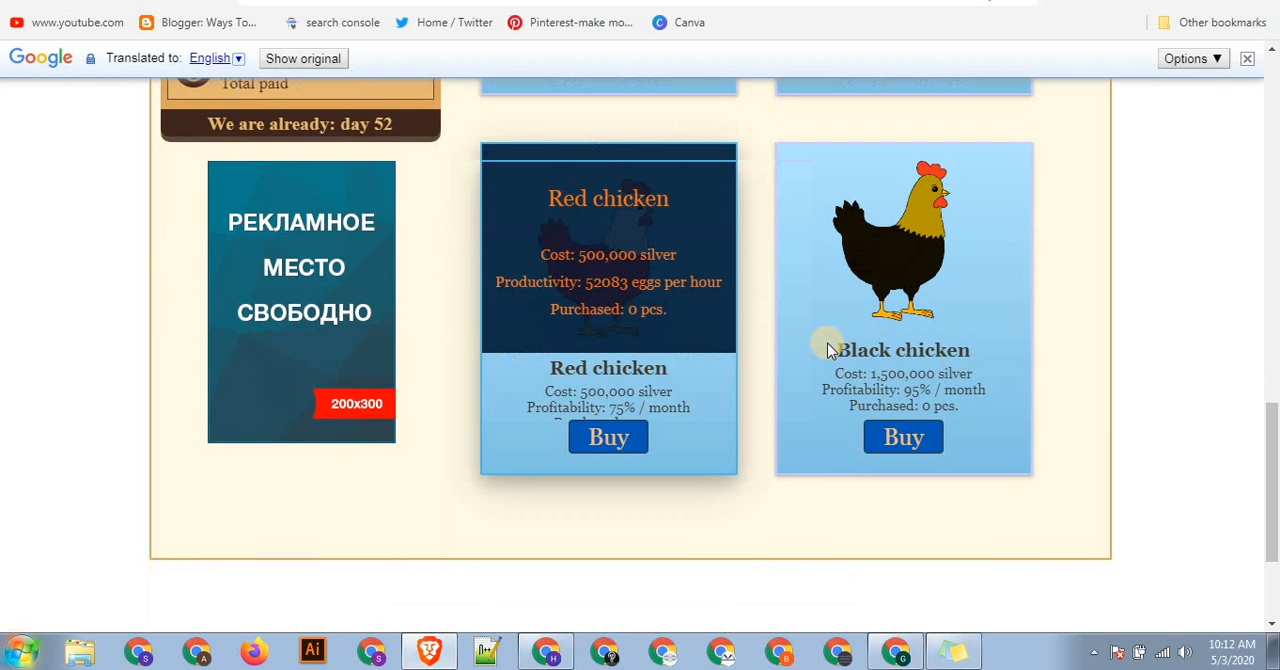 www.youtube.com
Blogger: Ways To...
search console
Home / Twitter
Pinterest-make mo...
Canva
Other bookmarks
Google
Translated to: English
Show original
Options ▼
Total paid
We are already: day 52
РЕКЛАМНОЕ
МЕСТО
СВОБОДНО
200x300
Red chicken
Cost: 500,000 silver
Productivity: 52083 eggs per hour
Purchased: 0 pcs.
Red chicken
Cost: 500,000 silver
Profitability: 75% / month
Buy
Black chicken
Cost: 1,500,000 silver
Profitability: 95% / month
Purchased: 0 pcs.
Buy
10:12 AM
5/3/2020